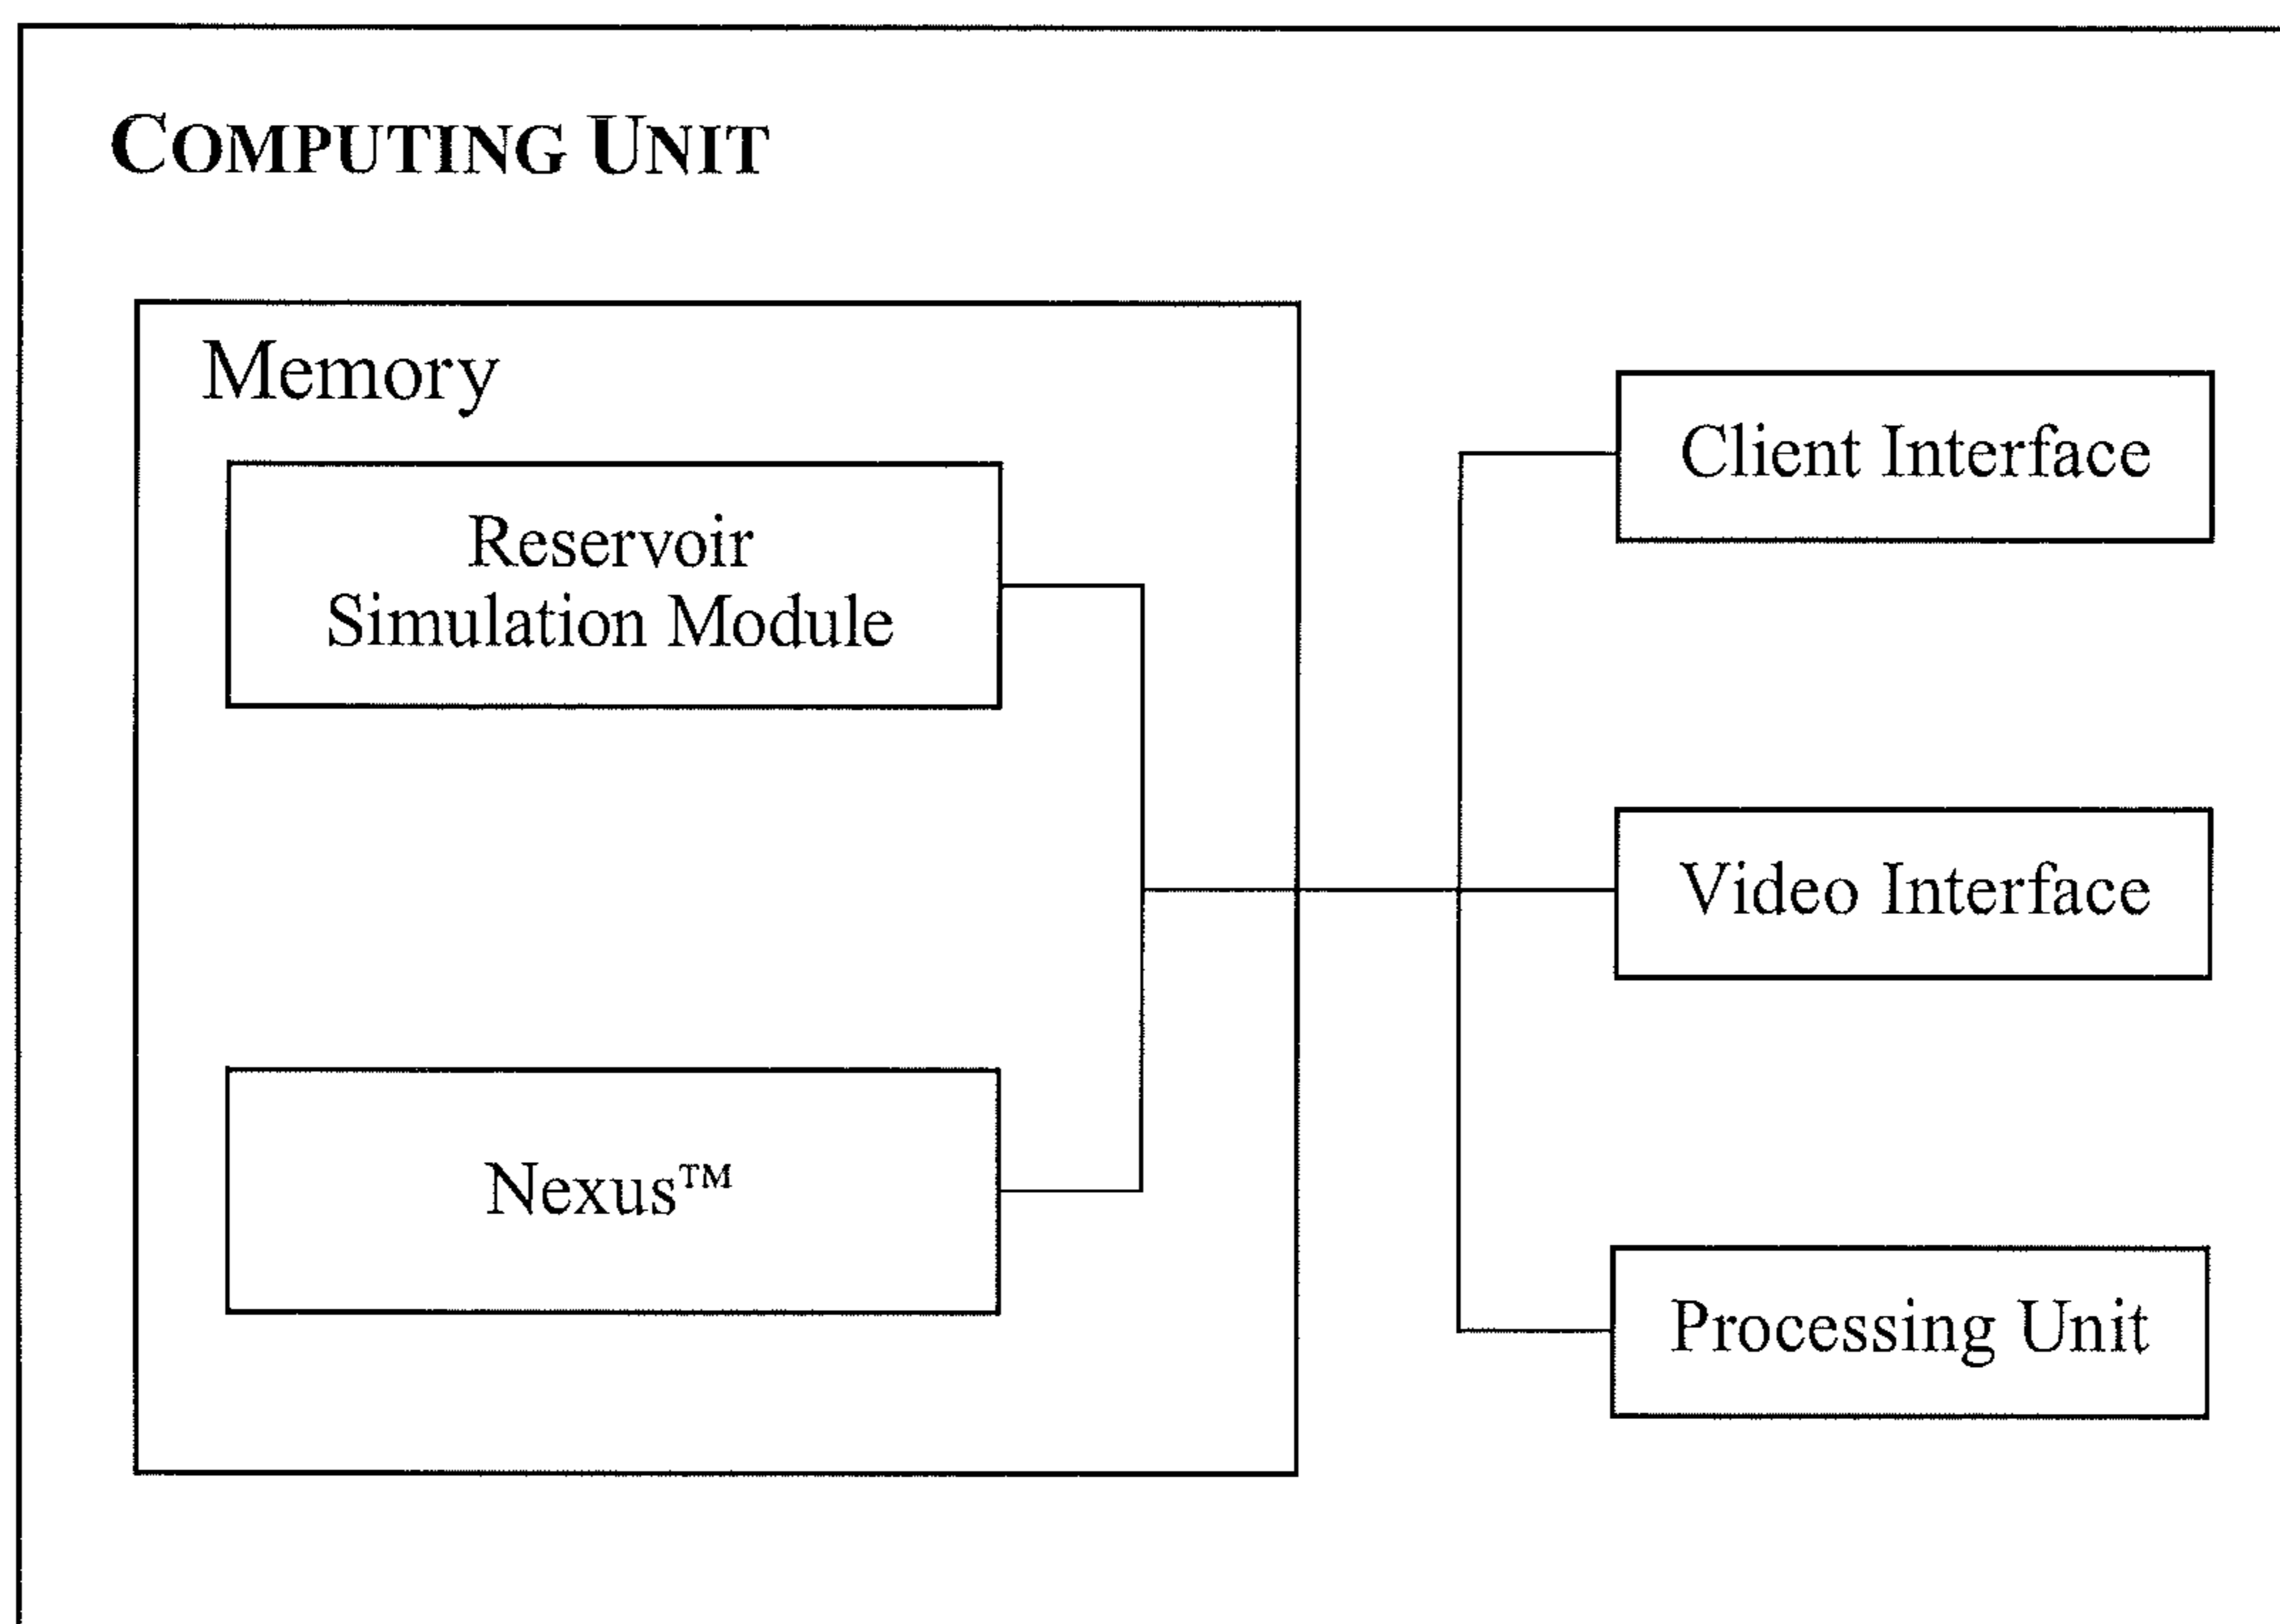 COMPUTING UNIT
Memory
Reservoir
Simulation Module
Nexus™
Client Interface
Video Interface
Processing Unit